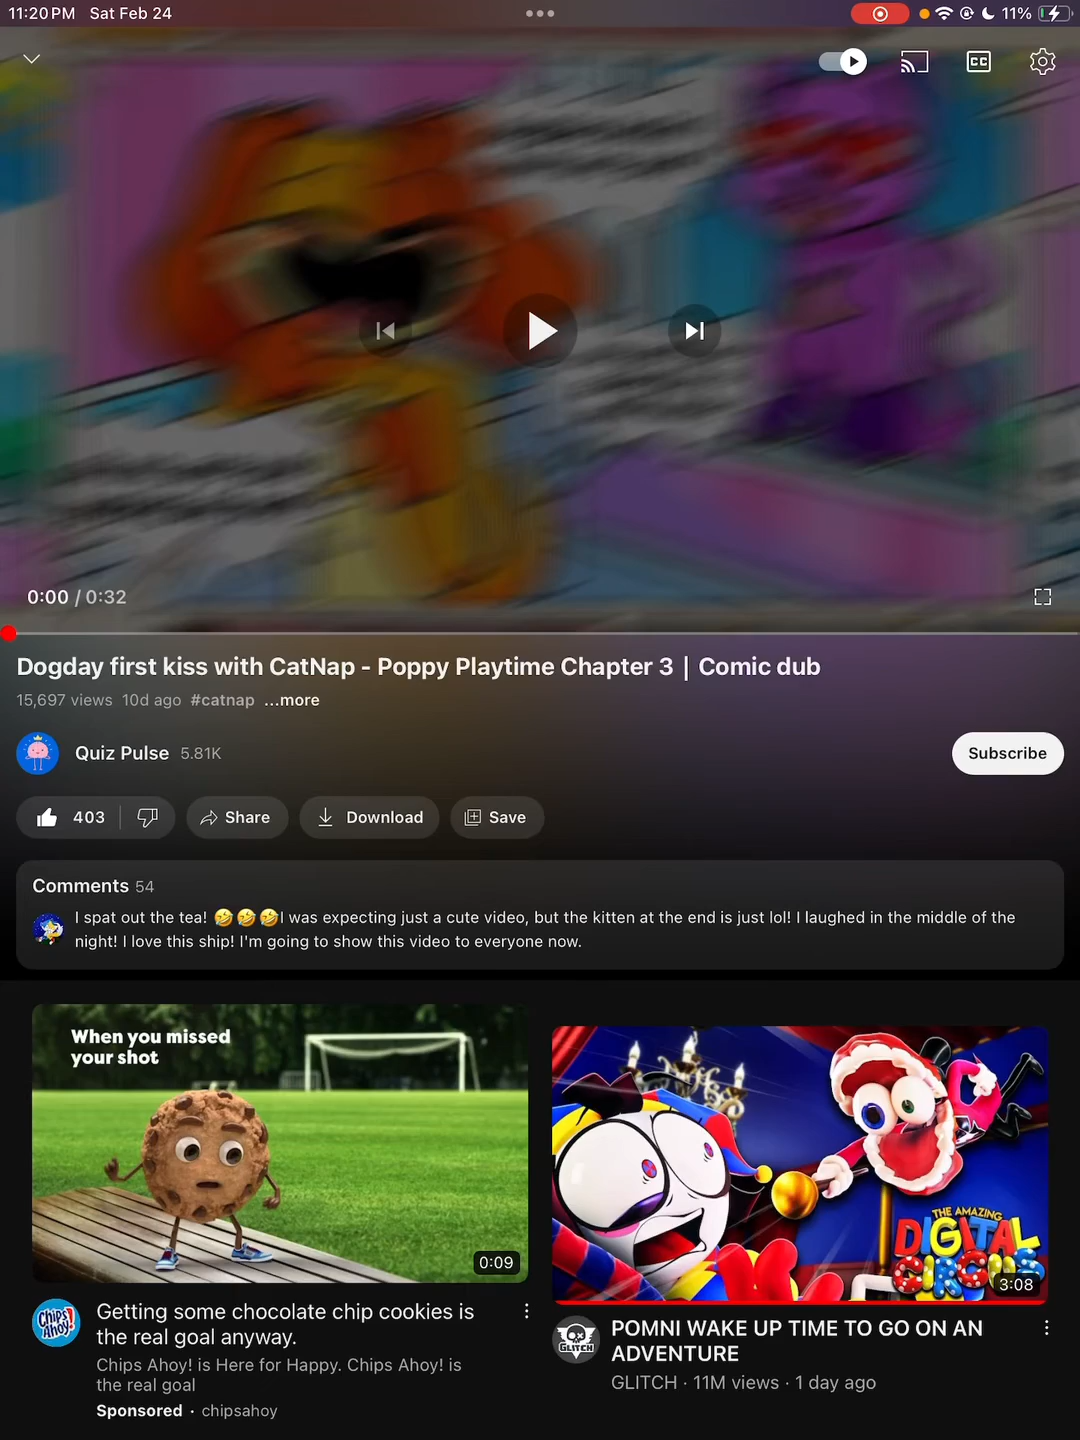 11:20 PM Sat Feb 24
11%
CC
0:00 / 0:32
Dogday first kiss with CatNap - Poppy Playtime Chapter 3 | Comic dub
15,697 views 10d ago #catnap ...more
Quiz Pulse 5.81K
Subscribe
403
Share
Download
Save
Comments 54
I spat out the tea! 🤣🤣🤣I was expecting just a cute video, but the kitten at the end is just lol! I laughed in the middle of the
night! I love this ship! I'm going to show this video to everyone now.
When you missed
your shot
0:09
Chips
Ahoy!
Getting some chocolate chip cookies is
the real goal anyway.
Chips Ahoy! is Here for Happy. Chips Ahoy! is
the real goal
Sponsored · chipsahoy
THE AMAZING
DIGITAL
CIRCUS
3:08
GLITCH
POMNI WAKE UP TIME TO GO ON AN
ADVENTURE
GLITCH · 11M views · 1 day ago